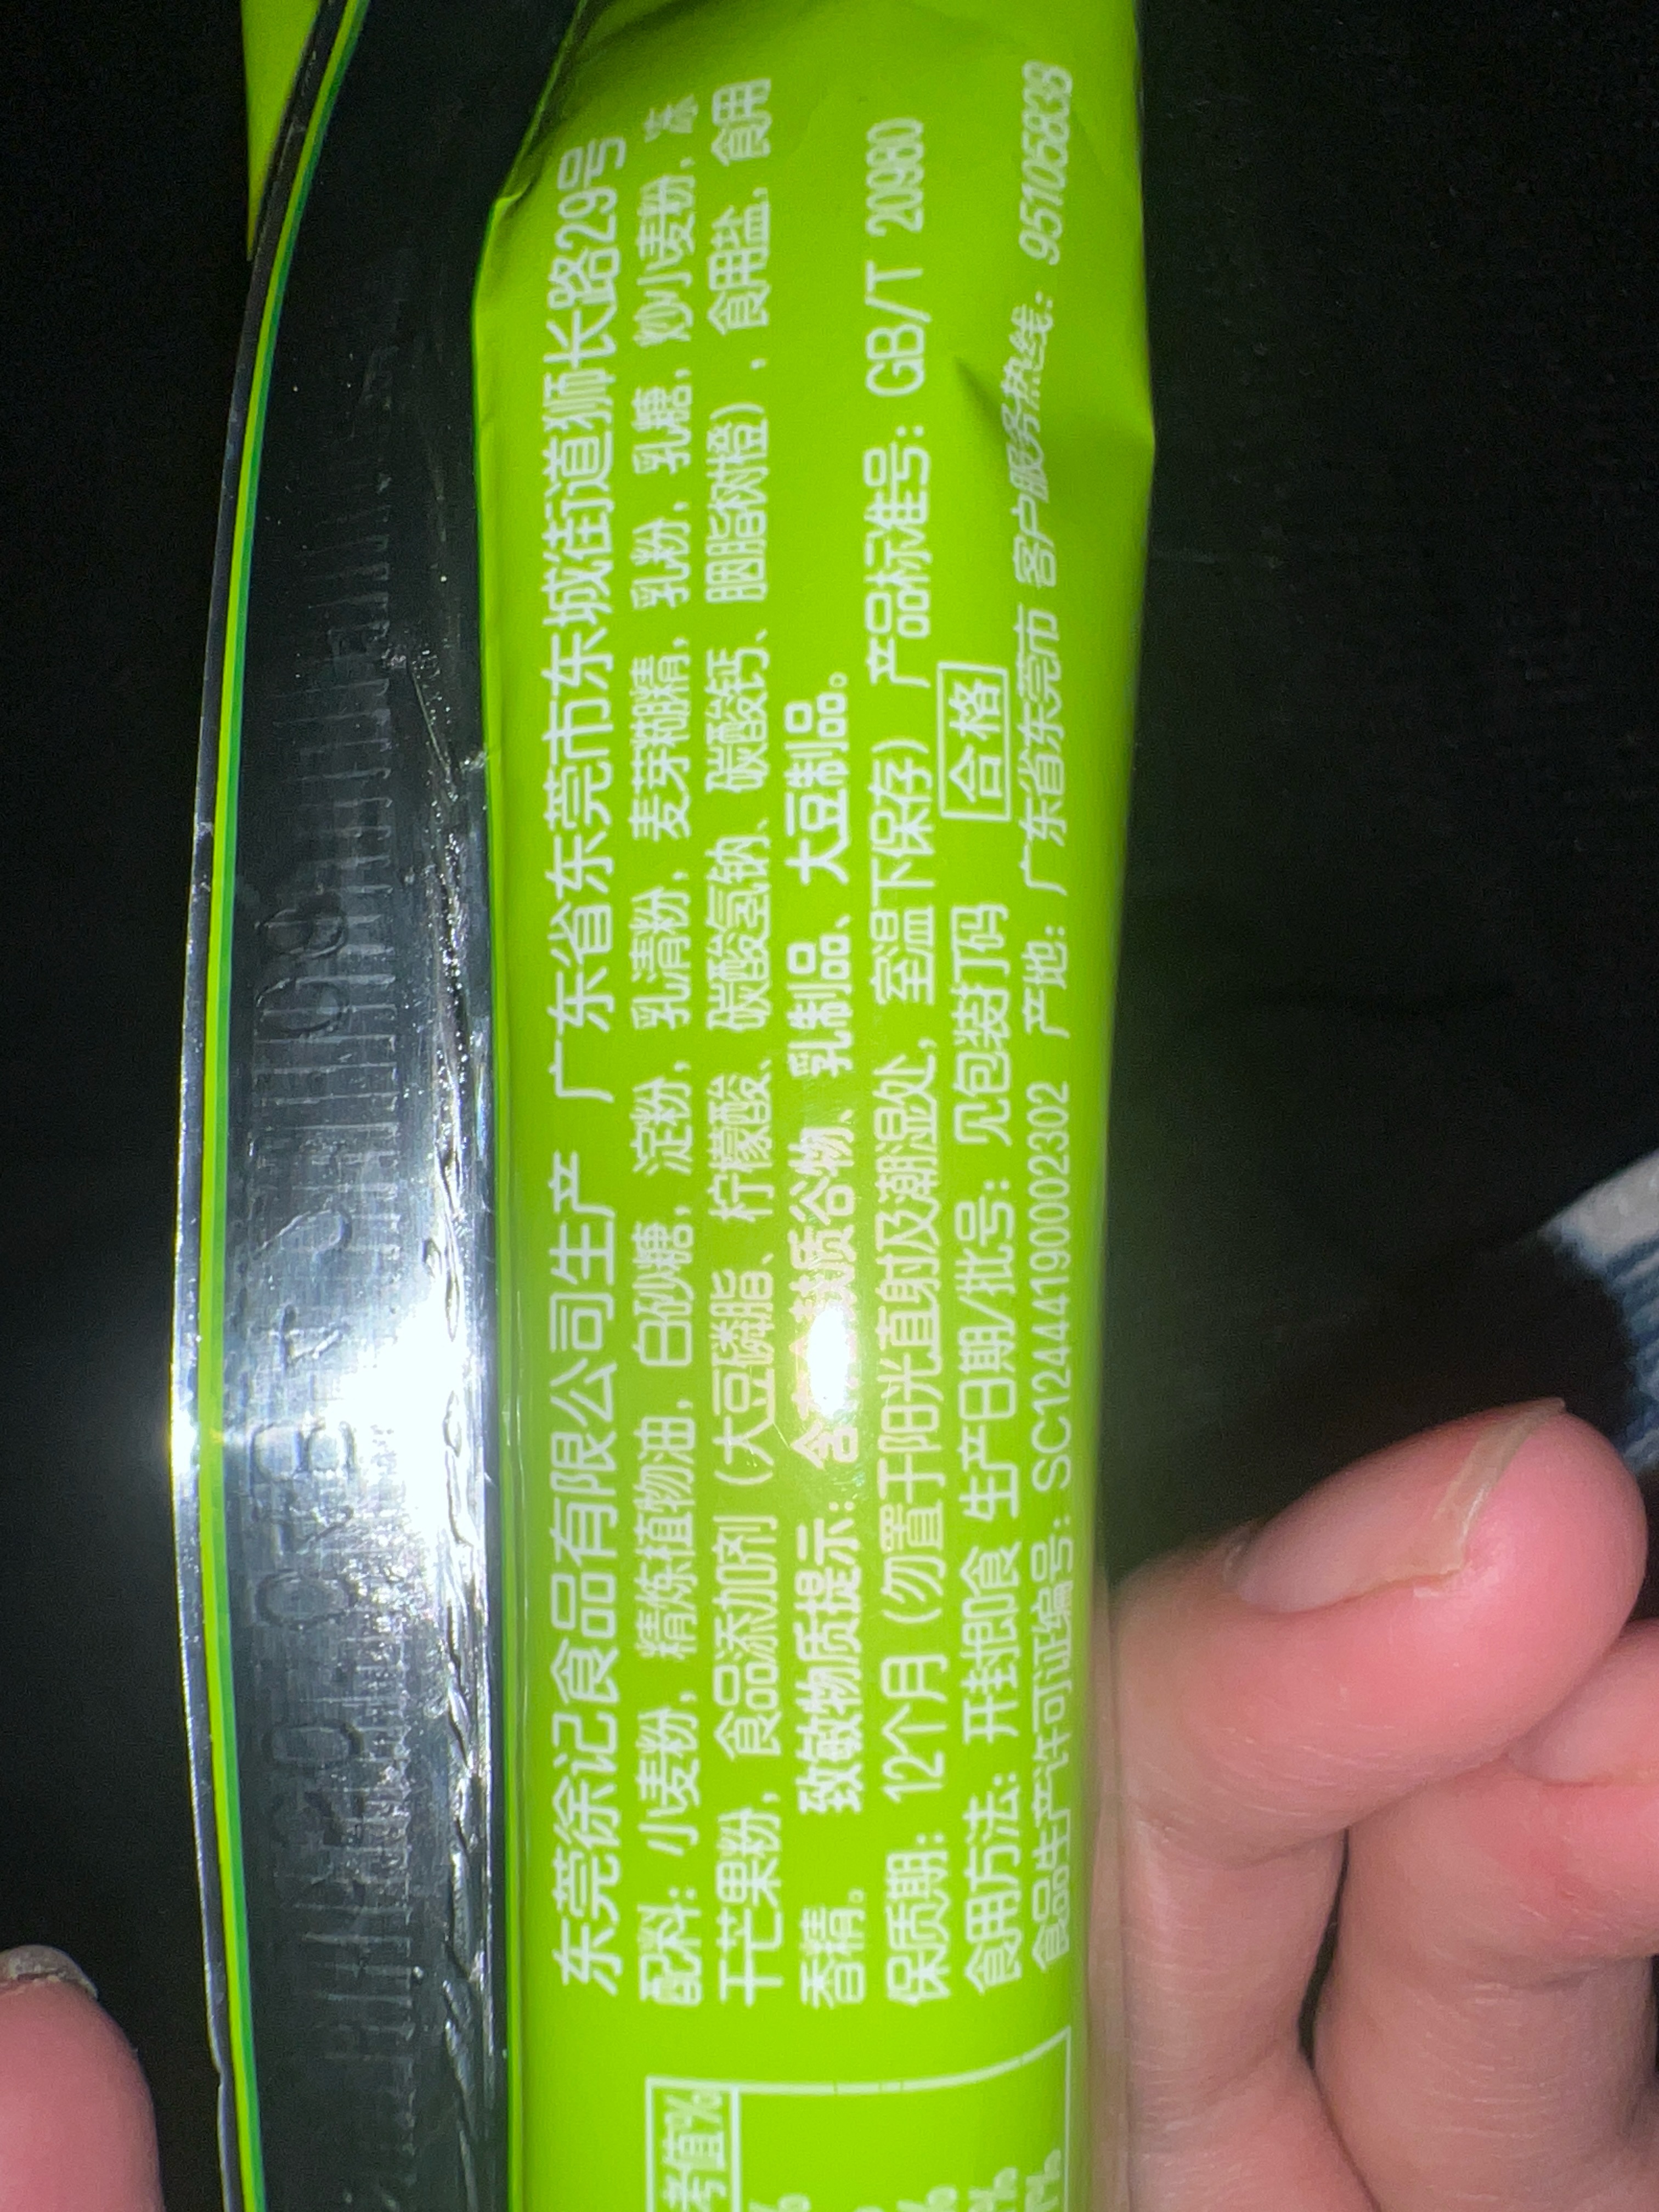 东莞徐记食品有限公司生产 广东省东莞市东城街道狮长路29号
配料：小麦粉，精炼植物油，白砂糖，淀粉，乳清粉，麦芽糊精，乳粉，乳糖，炒小麦粉，冻
干芒果粉，食品添加剂（大豆磷脂、柠檬酸、碳酸氢钠、碳酸钙、胭脂树橙），食用盐，食用
香精。 致敏物质提示：含有麸质谷物、乳制品、大豆制品。
保质期：12个月（勿置于阳光直射及潮湿处，室温下保存） 产品标准号：GB/T 20980
食用方法：开封即食 生产日期/批号：见包装打码 合格
食品生产许可证编号：SC12444190002302 产地：广东省东莞市 客户服务热线：95105838
考值%